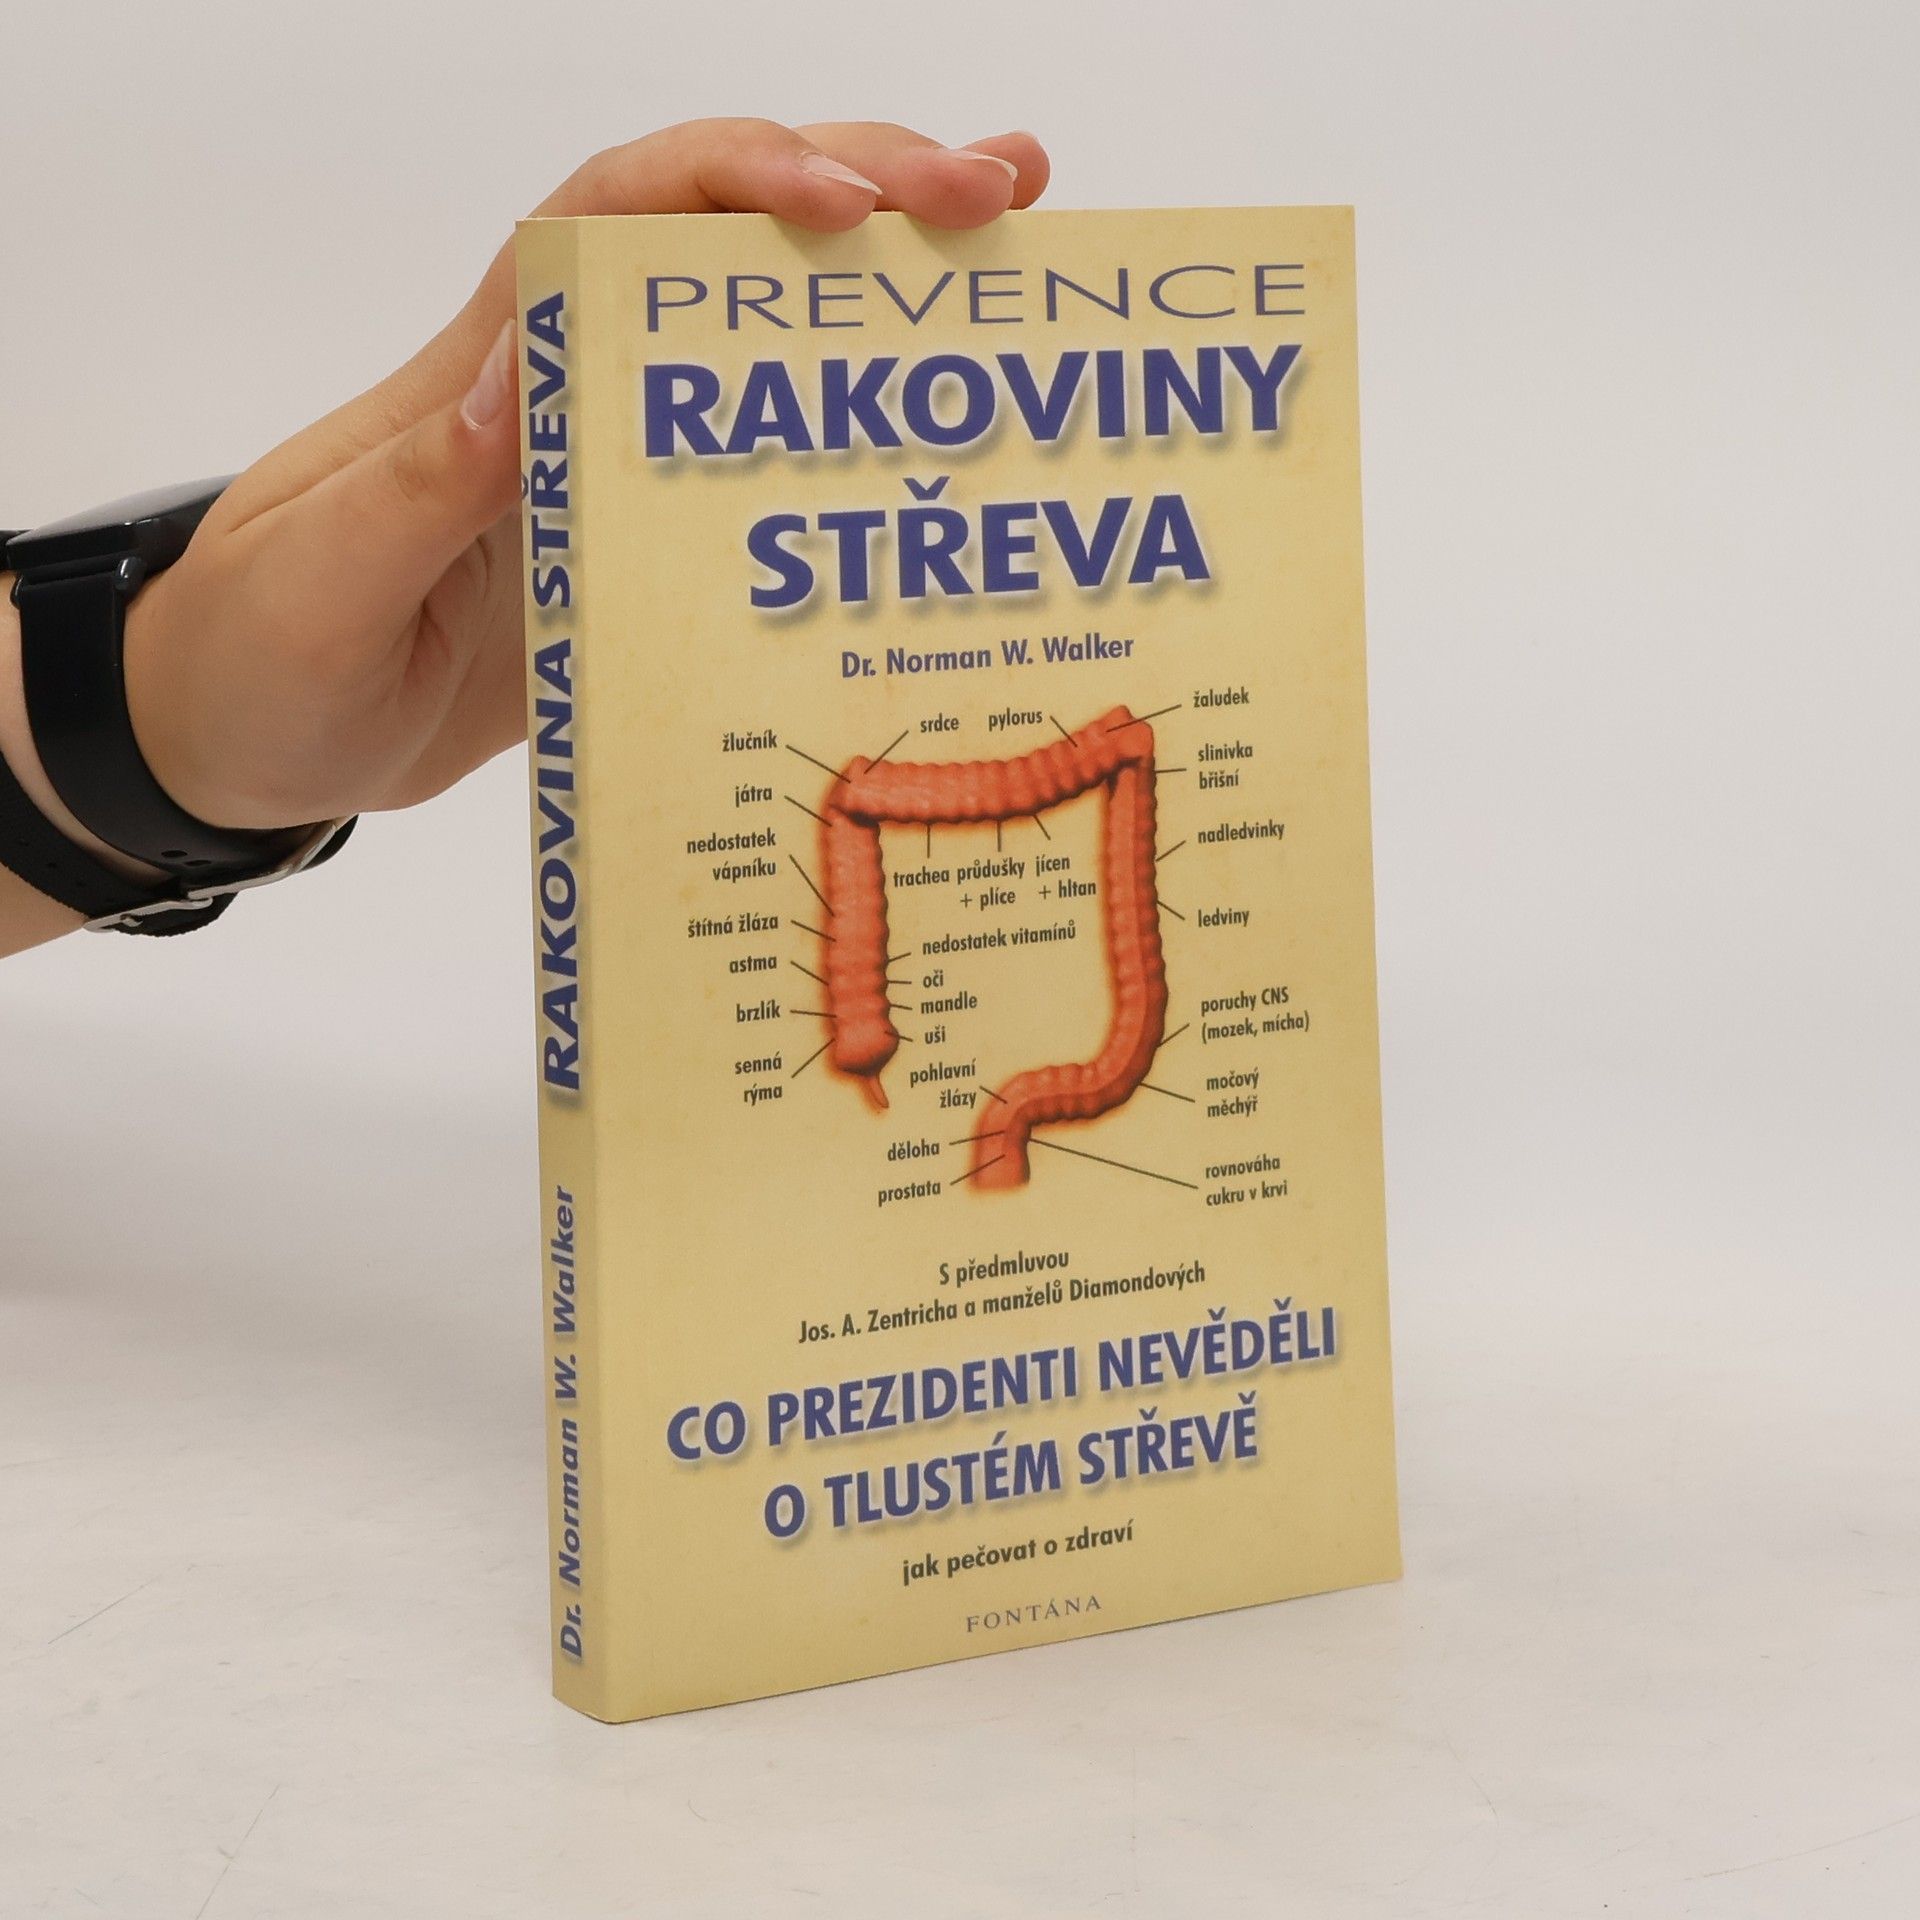 PREVENCE
RAKOVINY
STŘEVA
Dr. Norman W. Walker
žlučník
srdce
pylorus
žaludek
játra
slinivka
břišní
nedostatek
vápníku
nadledvinky
trachea
průdušky
+ plíce
jícen
+ hltan
štítná žláza
ledviny
nedostatek vitamínů
astma
oči
mandle
brzlík
uši
poruchy CNS
(mozek, mícha)
senná
rýma
pohlavní
žlázy
močový
měchýř
děloha
prostata
rovnováha
cukru v krvi
S předmluvou
Jos. A. Zentricha a manželů Diamondových
CO PREZIDENTI NEVĚDĚLI
O TLUSTÉM STŘEVĚ
jak pečovat o zdraví
FONTÁNA
Dr. Norman W. Walker RAKOVINA STŘEVA